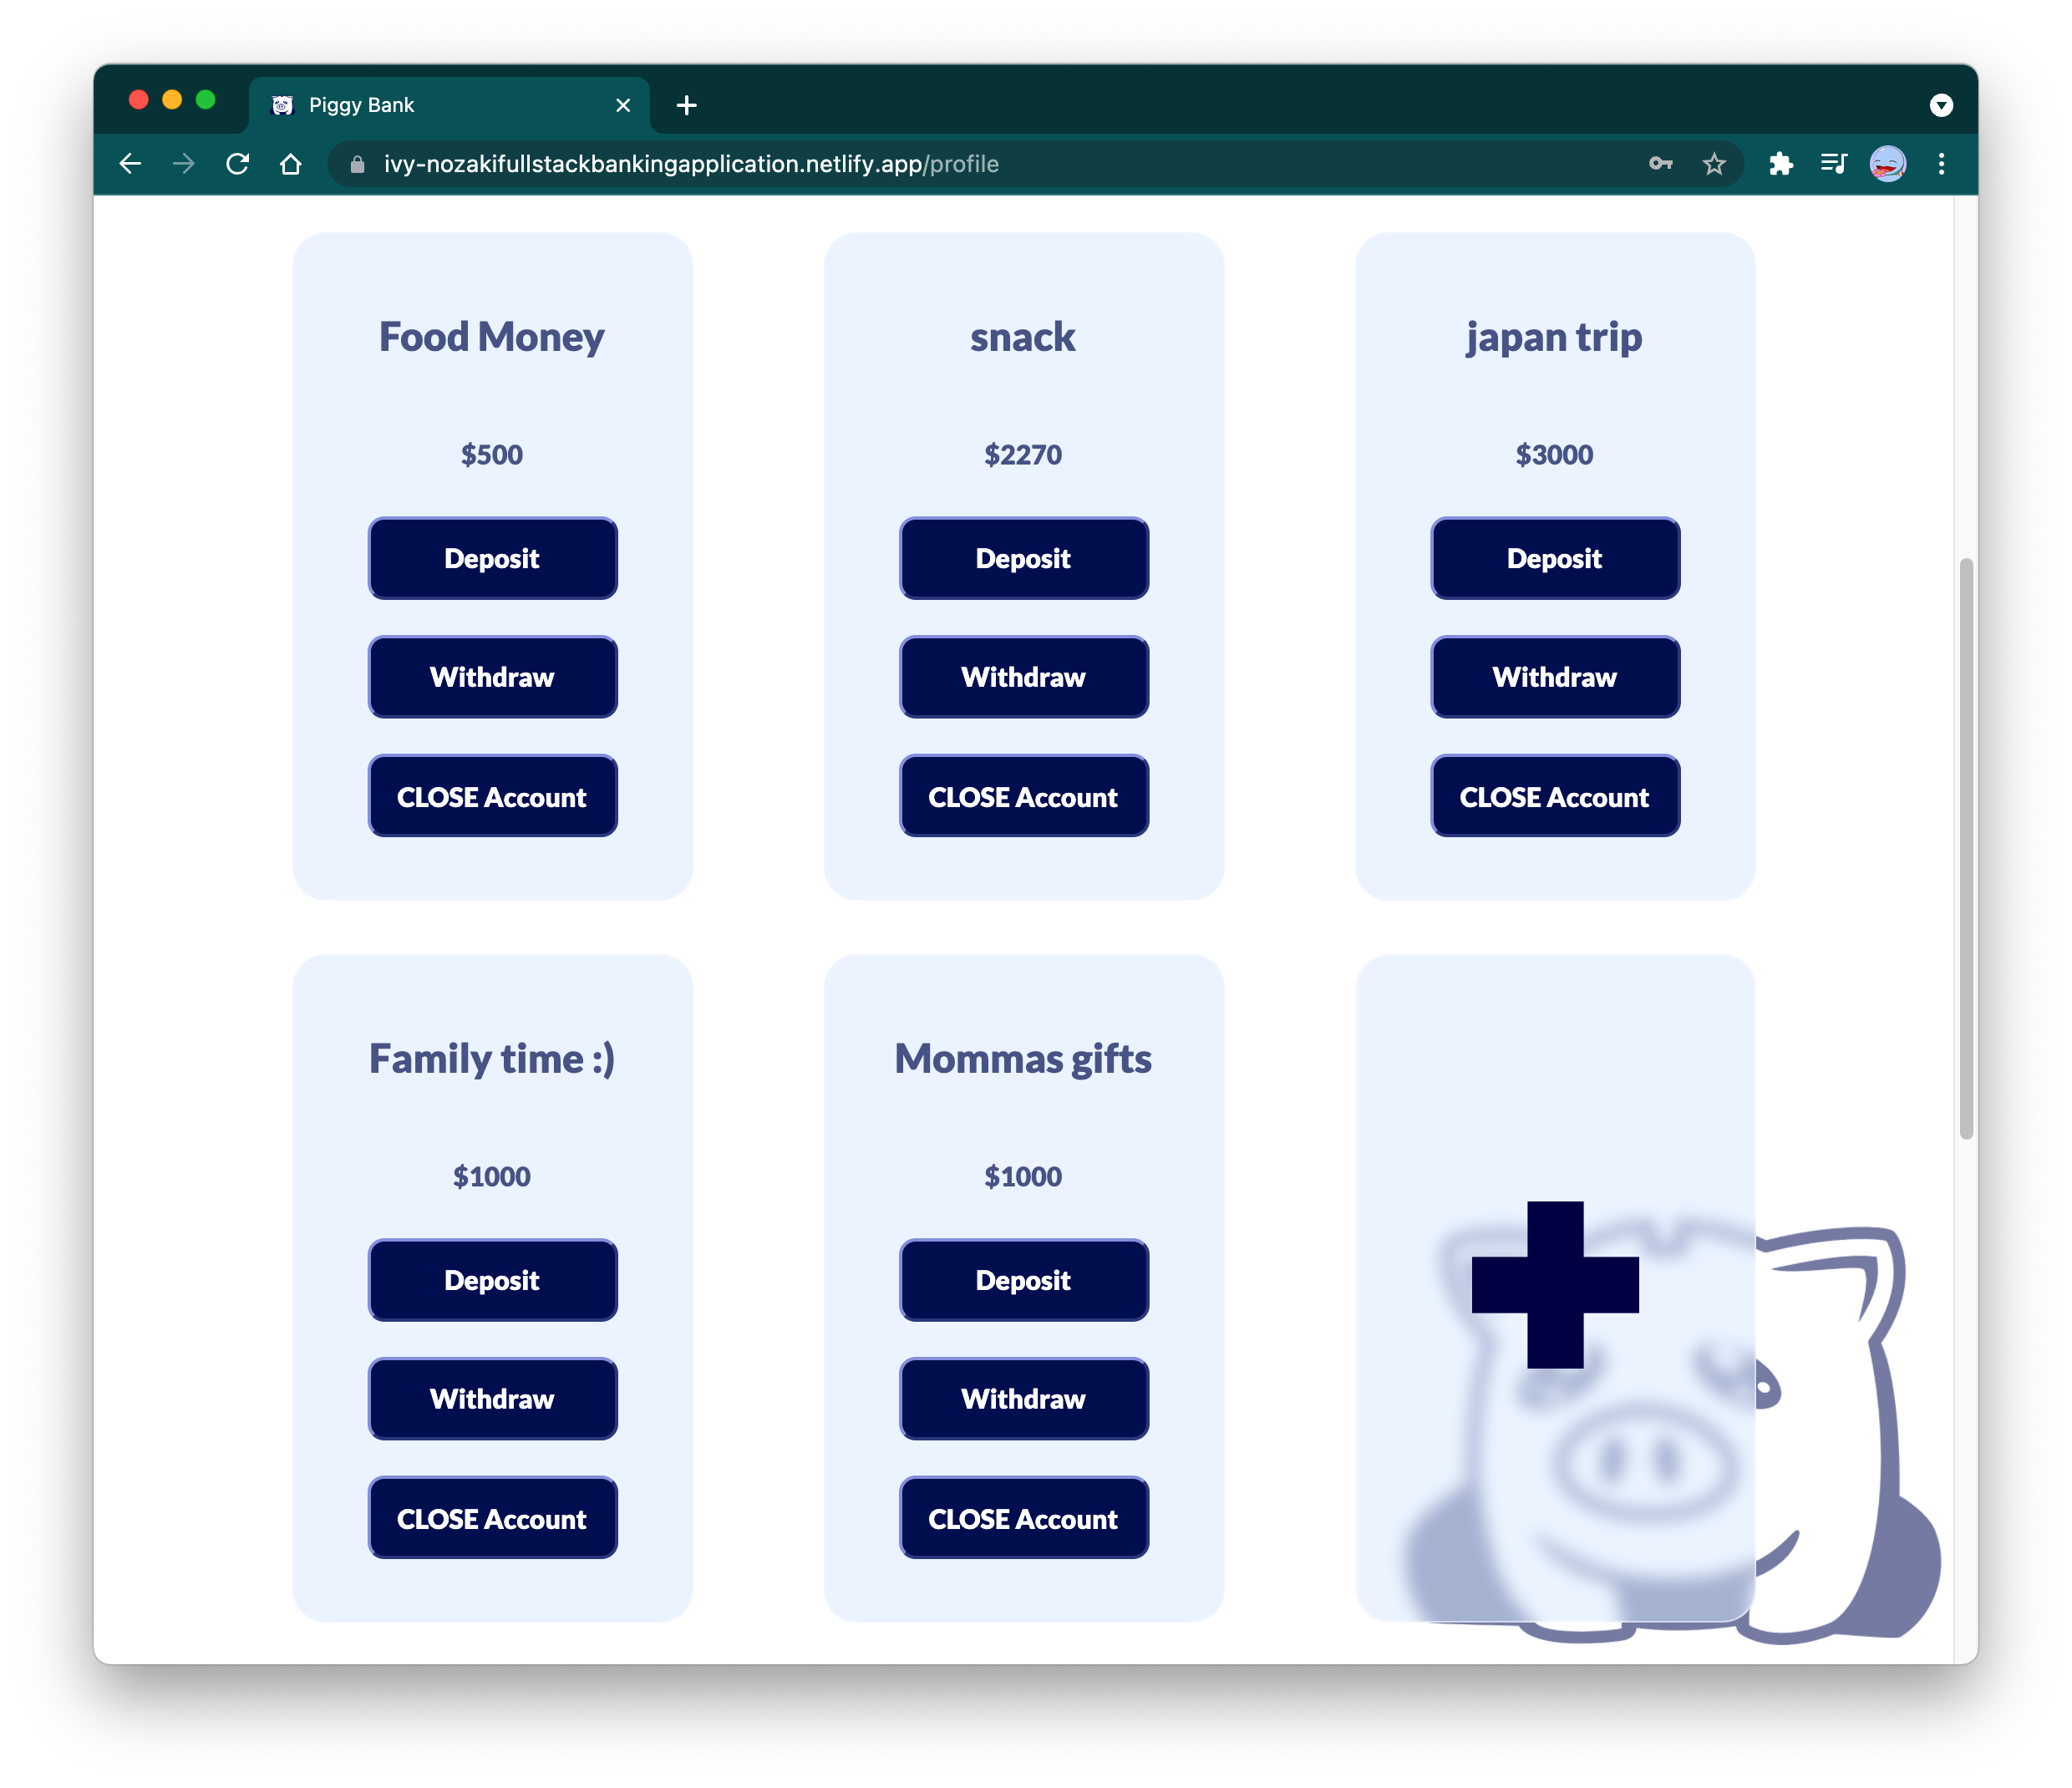 Piggy Bank
ivy-nozakifullstackbankingapplication.netlify.app/profile
Food Money
$500
Deposit
Withdraw
CLOSE Account
snack
$2270
Deposit
Withdraw
CLOSE Account
japan trip
$3000
Deposit
Withdraw
CLOSE Account
Family time :)
$1000
Deposit
Withdraw
CLOSE Account
Mommas gifts
$1000
Deposit
Withdraw
CLOSE Account